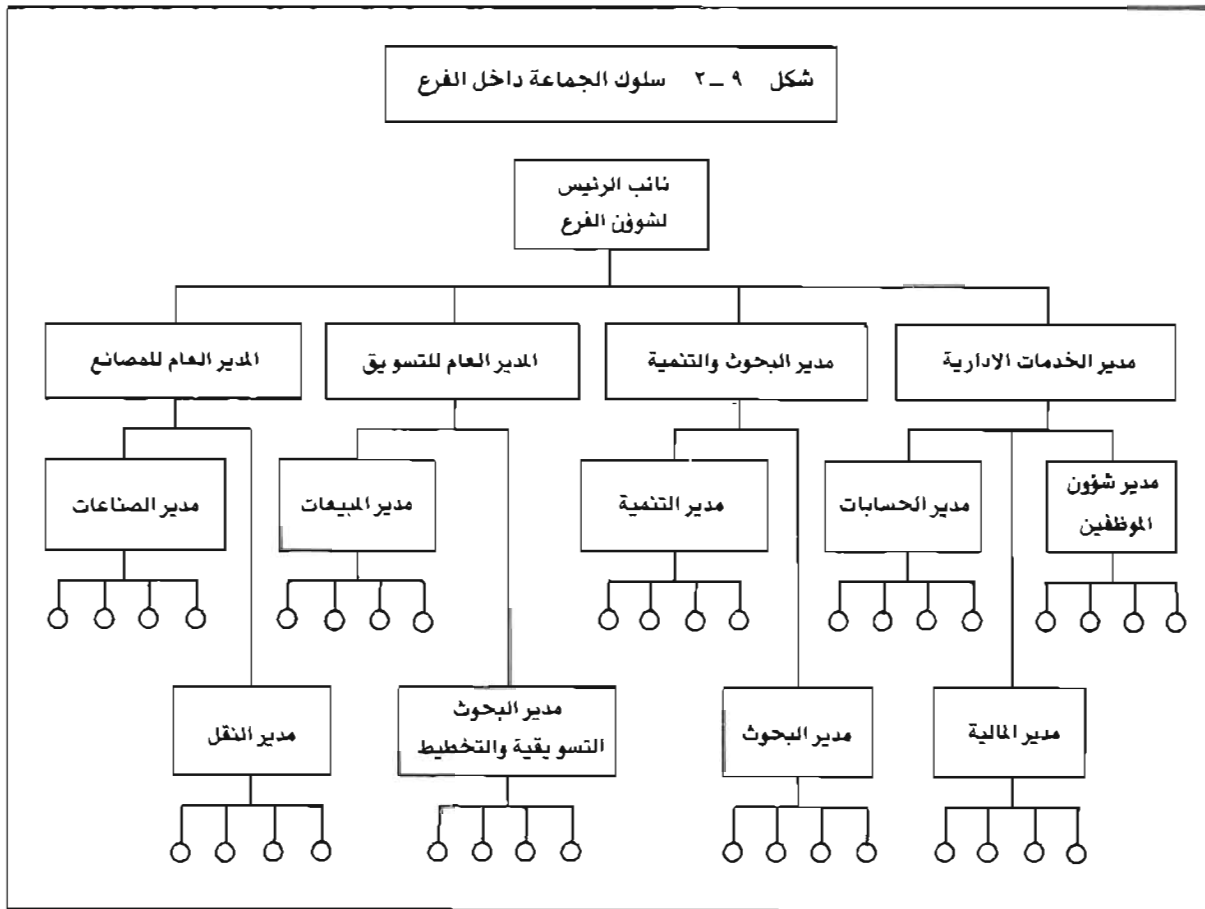 شكل ٩ – ٢ سلوك الجماعة داخل الفرع
نائب الرئيس
لشوؤن الفرع
مدير الخدمات الادارية
مدير البحوث والتنمية
المدير العام للتسويق
المدير العام للمصانع
مدير شؤون
الموظفين
مدير الحسابات
مدير التنمية
مدير المبيعات
مدير الصناعات
مدير المالية
مدير البحوث
مدير البحوث
التسويقية والتخطيط
مدير النقل